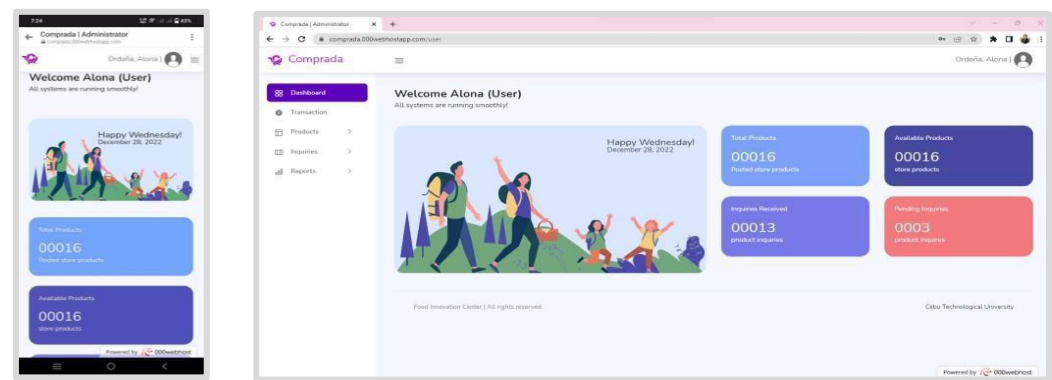 7:24
43%
Comprada | Administrator
comprada.000webhostapp.com
Ordoña, Alona |
Welcome Alona (User)
All systems are running smoothly!
Happy Wednesday!
December 28, 2022
Total Products
00016
Posted store products
Available Products
00016
store products
Powered by 000webhost
Comprada | Administrator
comprada.000webhostapp.com/user
Comprada
Ordoña, Alona |
Dashboard
Transaction
Products
Inquiries
Reports
Welcome Alona (User)
All systems are running smoothly!
Happy Wednesday!
December 28, 2022
Total Products
00016
Posted store products
Available Products
00016
store products
Inquiries Received
00013
product inquiries
Pending Inquiries
0003
product inquiries
Food Innovation Center | All rights reserved.
Cebu Technological University
Powered by 000webhost